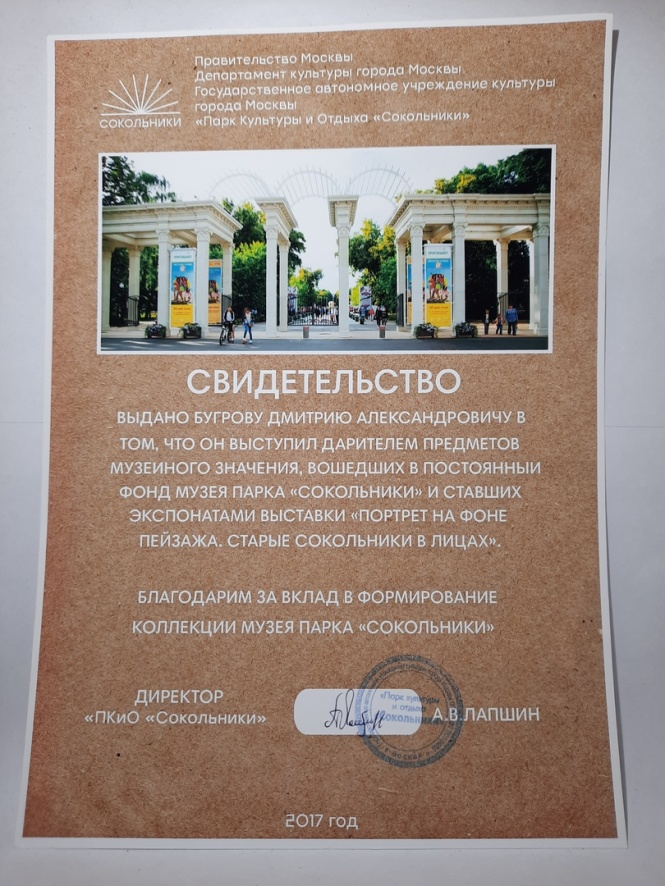 Правительство Москвы
Департамент культуры города Москвы
Государственное автономное учреждение культуры
города Москвы
«Парк Культуры и Отдыха «Сокольники»
СОКОЛЬНИКИ
СВИДЕТЕЛЬСТВО
ВЫДАНО БУГРОВУ ДМИТРИЮ АЛЕКСАНДРОВИЧУ В
ТОМ, ЧТО ОН ВЫСТУПИЛ ДАРИТЕЛЕМ ПРЕДМЕТОВ
МУЗЕЙНОГО ЗНАЧЕНИЯ, ВОШЕДШИХ В ПОСТОЯННЫЙ
ФОНД МУЗЕЯ ПАРКА «СОКОЛЬНИКИ» И СТАВШИХ
ЭКСПОНАТАМИ ВЫСТАВКИ «ПОРТРЕТ НА ФОНЕ
ПЕЙЗАЖА. СТАРЫЕ СОКОЛЬНИКИ В ЛИЦАХ».
БЛАГОДАРИМ ЗА ВКЛАД В ФОРМИРОВАНИЕ
КОЛЛЕКЦИИ МУЗЕЯ ПАРКА «СОКОЛЬНИКИ»
ДИРЕКТОР
«ПКиО «Сокольники»
«Парк культуры
и отдыха
Сокольники
А.В.ЛАПШИН
2017 год